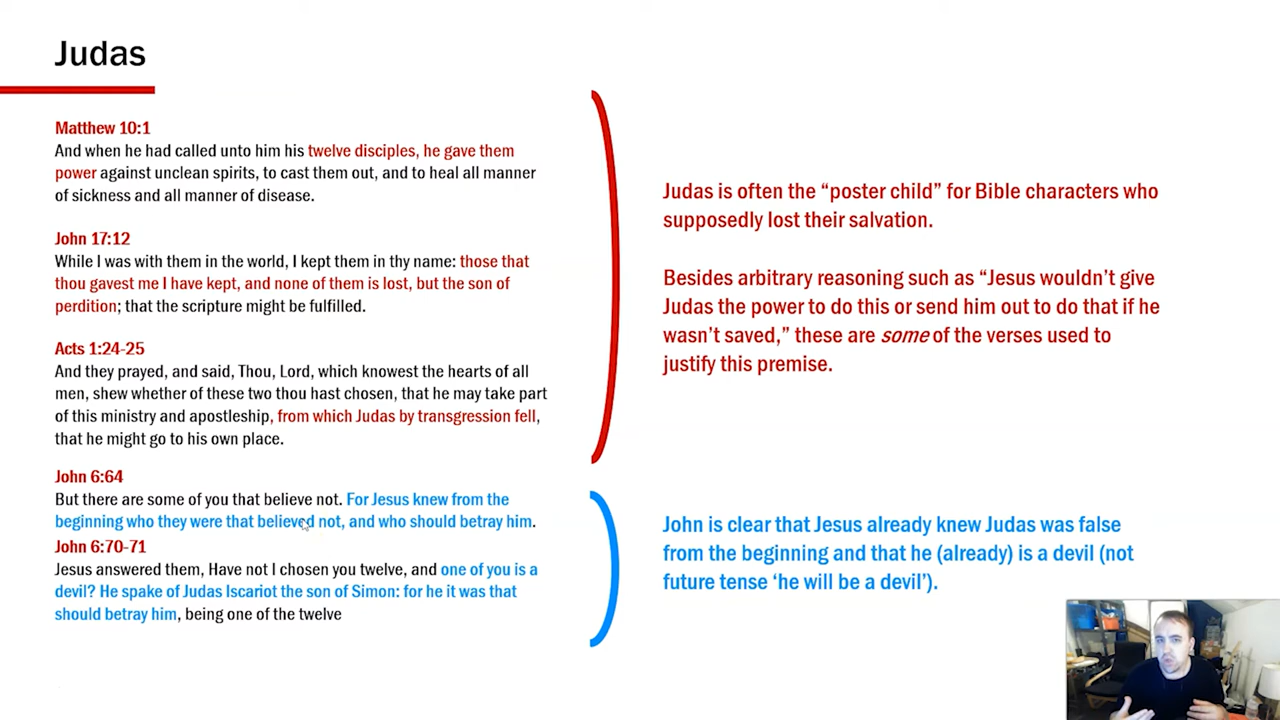 Judas
Matthew 10:1
And when he had called unto him his twelve disciples, he gave them
power against unclean spirits, to cast them out, and to heal all manner
of sickness and all manner of disease.
John 17:12
While I was with them in the world, I kept them in thy name: those that
thou gavest me I have kept, and none of them is lost, but the son of
perdition; that the scripture might be fulfilled.
Acts 1:24-25
And they prayed, and said, Thou, Lord, which knowest the hearts of all
men, shew whether of these two thou hast chosen, that he may take part
of this ministry and apostleship, from which Judas by transgression fell,
that he might go to his own place.
John 6:64
But there are some of you that believe not. For Jesus knew from the
beginning who they were that believed not, and who should betray him.
John 6:70-71
Jesus answered them, Have not I chosen you twelve, and one of you is a
devil? He spake of Judas Iscariot the son of Simon: for he it was that
should betray him, being one of the twelve
Judas is often the “poster child” for Bible characters who
supposedly lost their salvation.
Besides arbitrary reasoning such as “Jesus wouldn’t give
Judas the power to do this or send him out to do that if he
wasn’t saved,” these are some of the verses used to
justify this premise.
John is clear that Jesus already knew Judas was false
from the beginning and that he (already) is a devil (not
future tense ‘he will be a devil’).